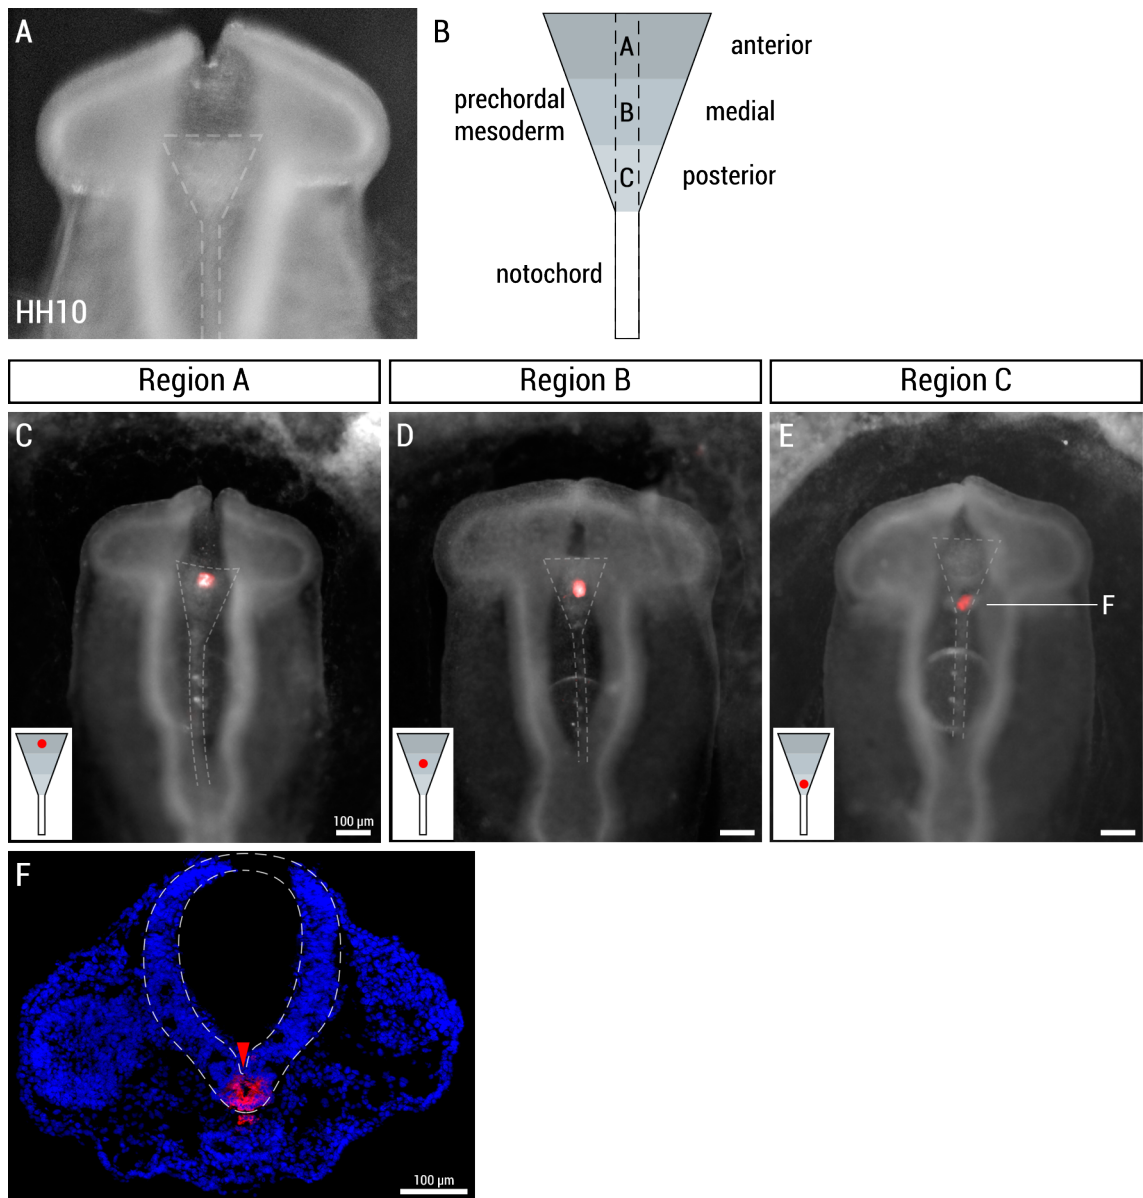 A
HH10
B
A
anterior
prechordal
mesoderm
B
medial
C
posterior
notochord
Region A
Region B
Region C
C
100 µm
D
E
F
F
100 µm